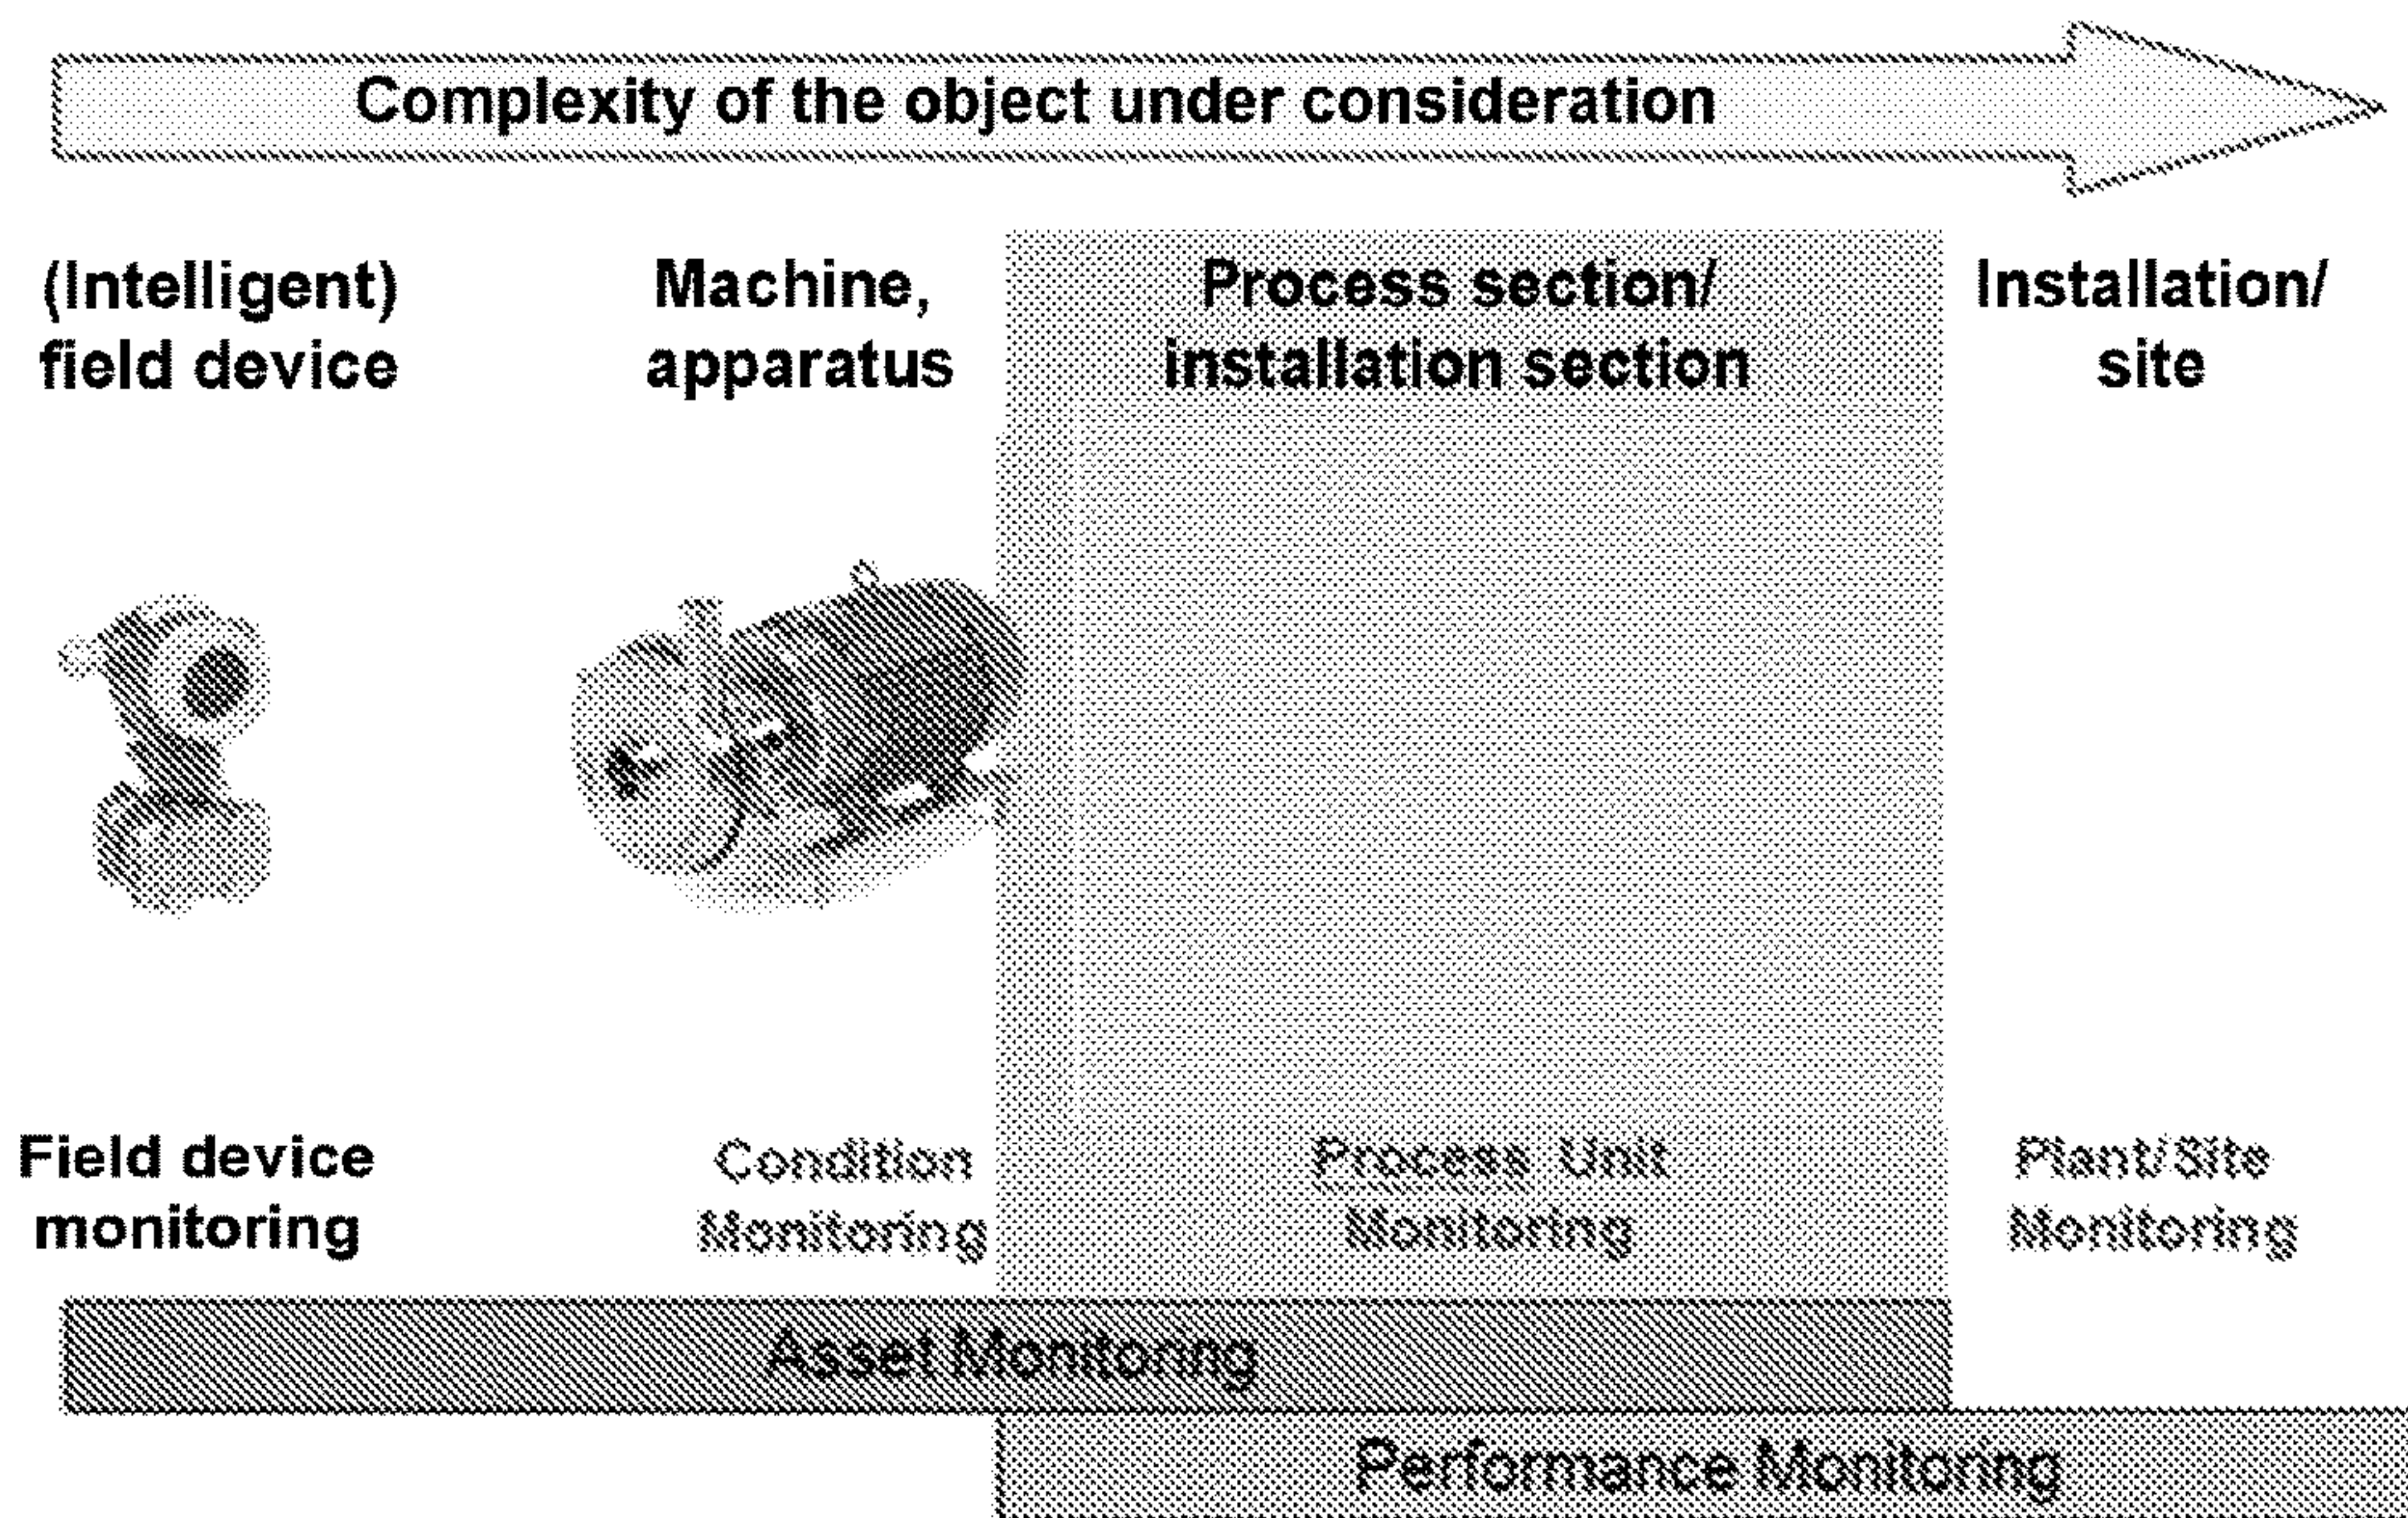 Complexity of the object under consideration
(Intelligent)
field device
Machine,
apparatus
Process section/
installation section
Installation/
site
Field device
monitoring
Condition
Monitoring
Process Unit
Monitoring
Plant/Site
Monitoring
Asset Monitoring
Performance Monitoring